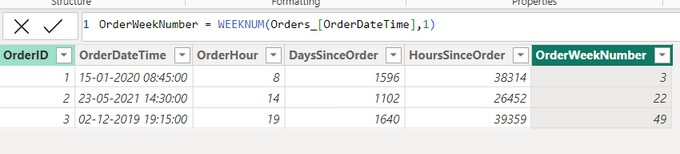 Structure Formatting Properties
1 OrderWeekNumber = WEEKNUM(Orders_[OrderDateTime],1)
OrderID OrderDateTime OrderHour DaysSinceOrder HoursSinceOrder OrderWeekNumber
1 15-01-2020 08:45:00 8 1596 38314 3
2 23-05-2021 14:30:00 14 1102 26452 22
3 02-12-2019 19:15:00 19 1640 39359 49